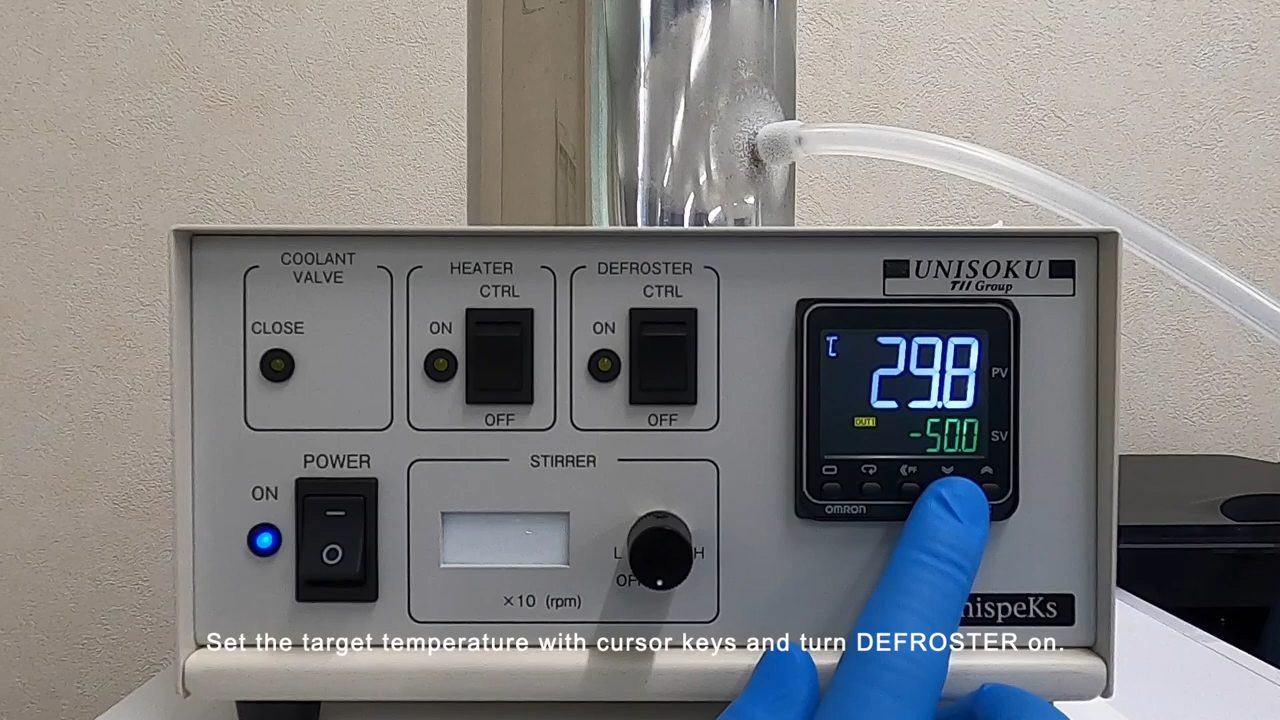 COOLANT
VALVE
CLOSE
HEATER
CTRL
ON
OFF
DEFROSTER
CTRL
ON
OFF
UNISOKU
TII Group
29.8
PV
OUT1
-50.0
SV
PF
OMRON
POWER
ON
STIRRER
L
H
×10 (rpm)
Set the target temperature with cursor keys and turn DEFROSTER on.